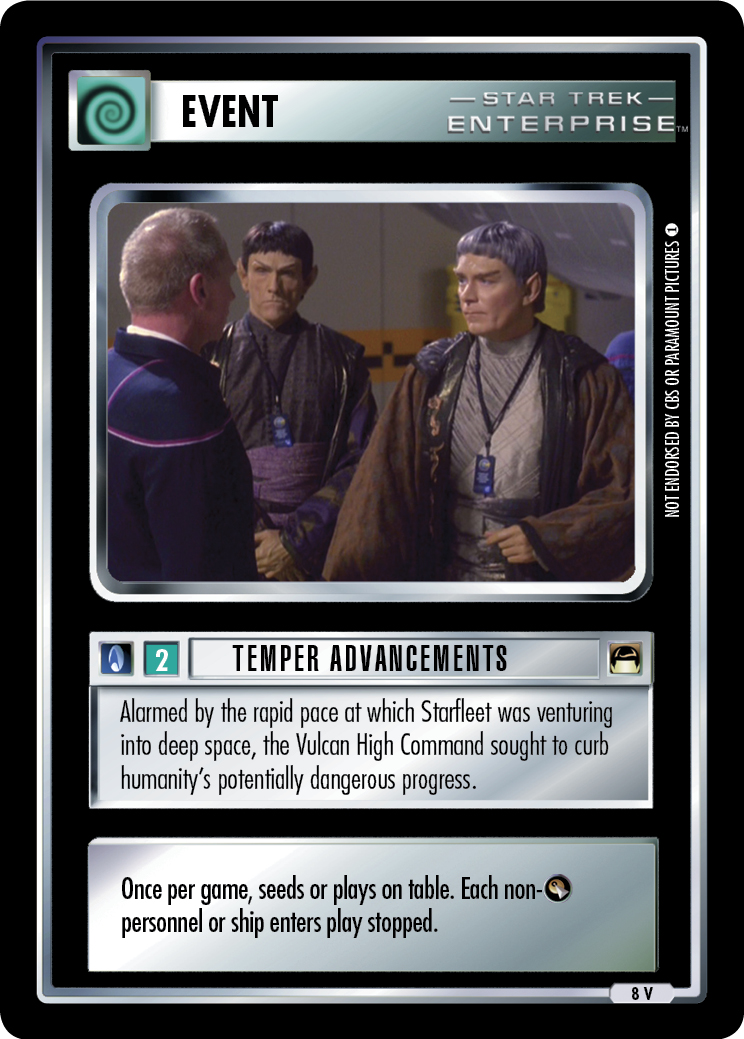 EVENT
— STAR TREK —
ENTERPRISE™
NOT ENDORSED BY CBS OR PARAMOUNT PICTURES 1
2
TEMPER ADVANCEMENTS
Alarmed by the rapid pace at which Starfleet was venturing
into deep space, the Vulcan High Command sought to curb
humanity's potentially dangerous progress.
Once per game, seeds or plays on table. Each non-
personnel or ship enters play stopped.
8 V